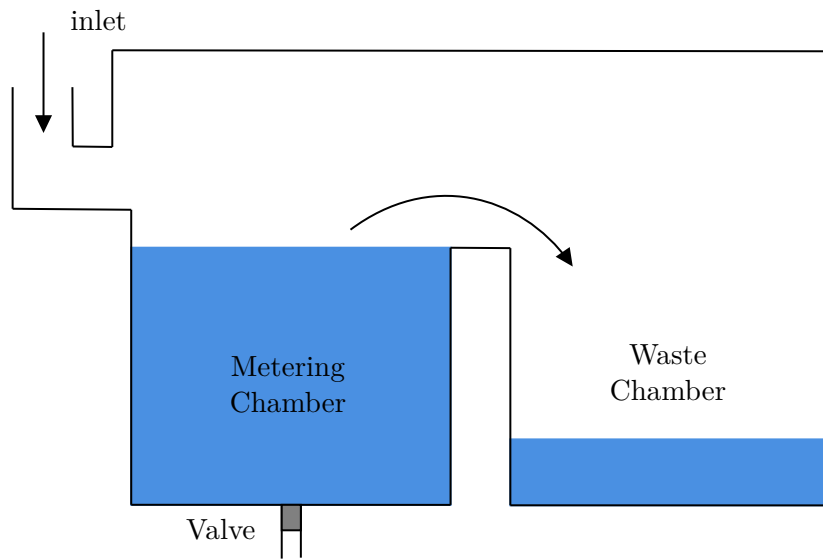 inlet
Metering
Chamber
Waste
Chamber
Valve